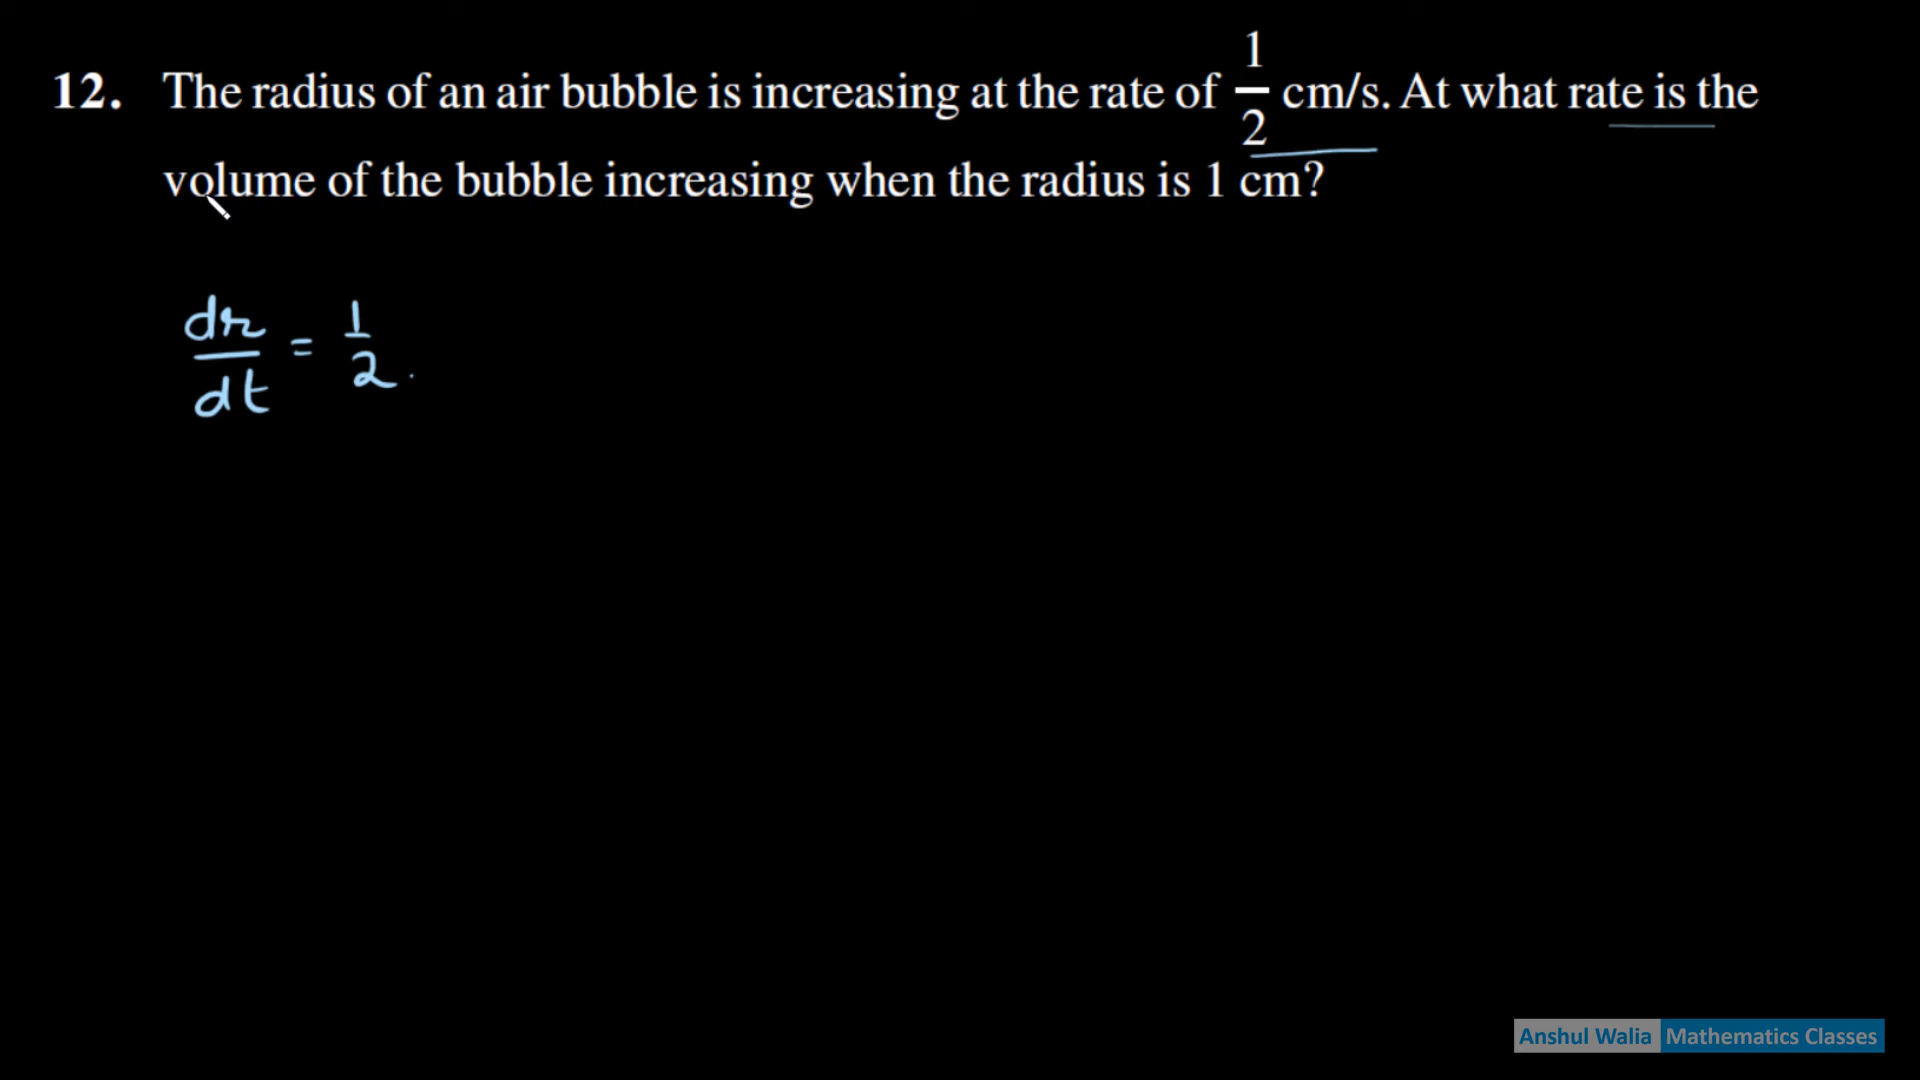 12. The radius of an air bubble is increasing at the rate of 1/2 cm/s. At what rate is the
volume of the bubble increasing when the radius is 1 cm?
dr/dt = 1/2.
Anshul Walia Mathematics Classes